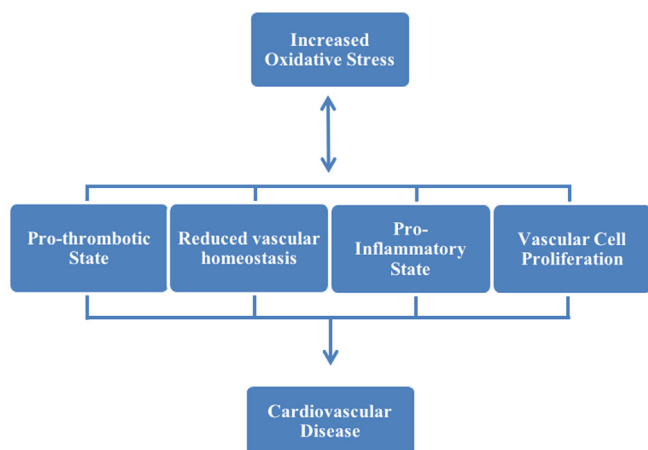 Increased
Oxidative Stress
Pro-thrombotic
State
Reduced vascular
homeostasis
Pro-
Inflammatory
State
Vascular Cell
Proliferation
Cardiovascular
Disease